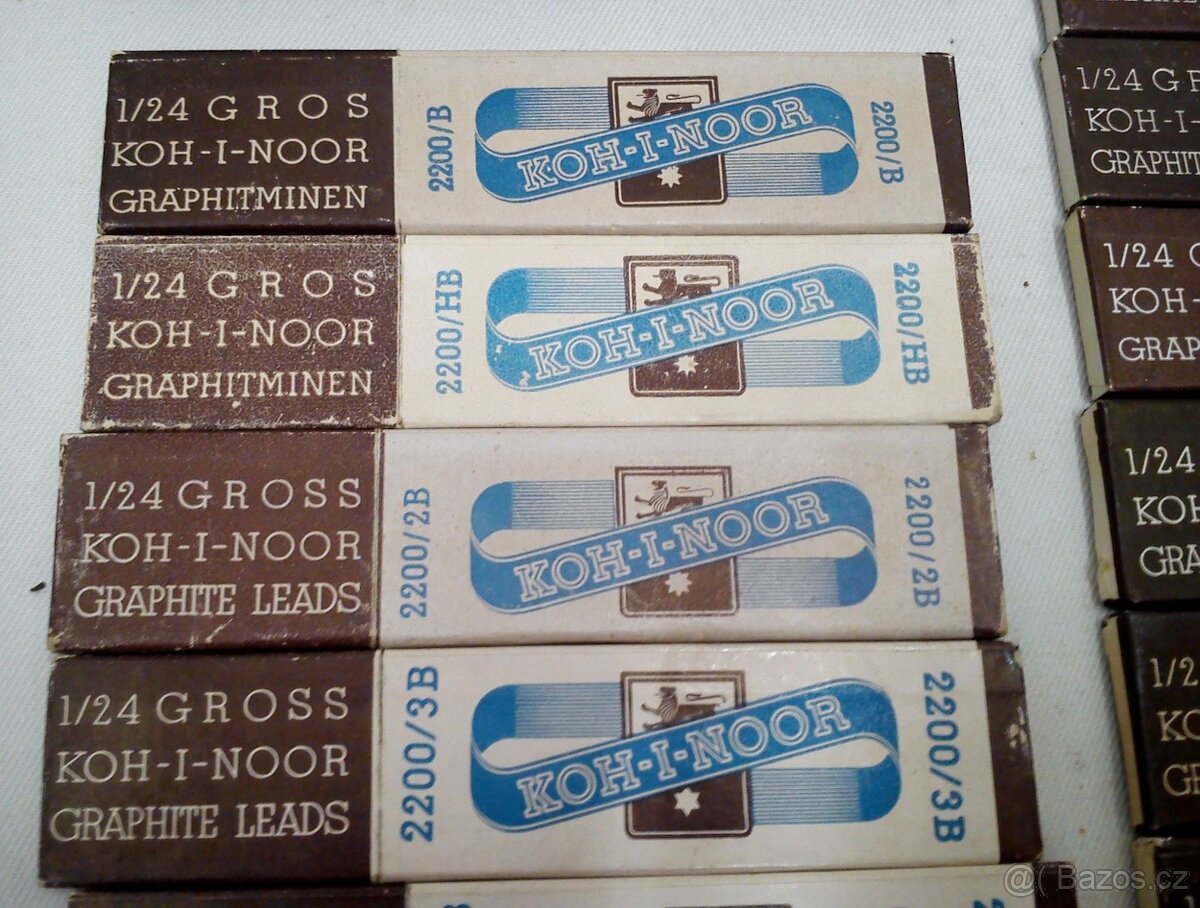 1/24 GROS
KOH-I-NOOR
GRAPHITMINEN
2200/B
KOH-I-NOOR
2200/B
1/24 GROS
KOH-I-NOOR
GRAPHITMINEN
2200/HB
KOH-I-NOOR
2200/HB
1/24 GROSS
KOH-I-NOOR
GRAPHITE LEADS
2200/2B
KOH-I-NOOR
2200/2B
1/24 GROSS
KOH-I-NOOR
GRAPHITE LEADS
2200/3B
KOH-I-NOOR
2200/3B
1/24
KOH-I-
1/24
KOH-
1/24
Bazos.cz